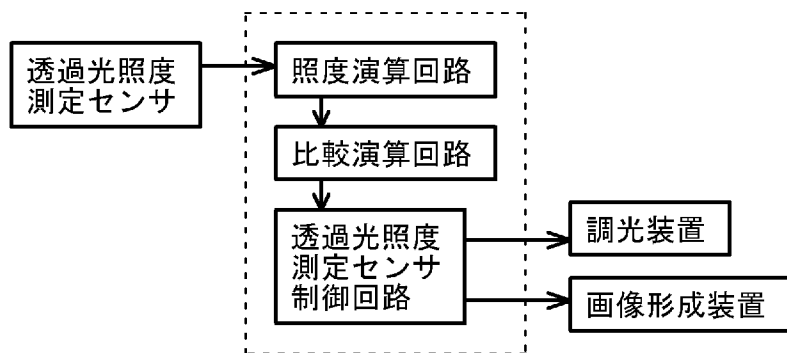 透過光照度
測定センサ
照度演算回路
比較演算回路
透過光照度
測定センサ
制御回路
調光装置
画像形成装置